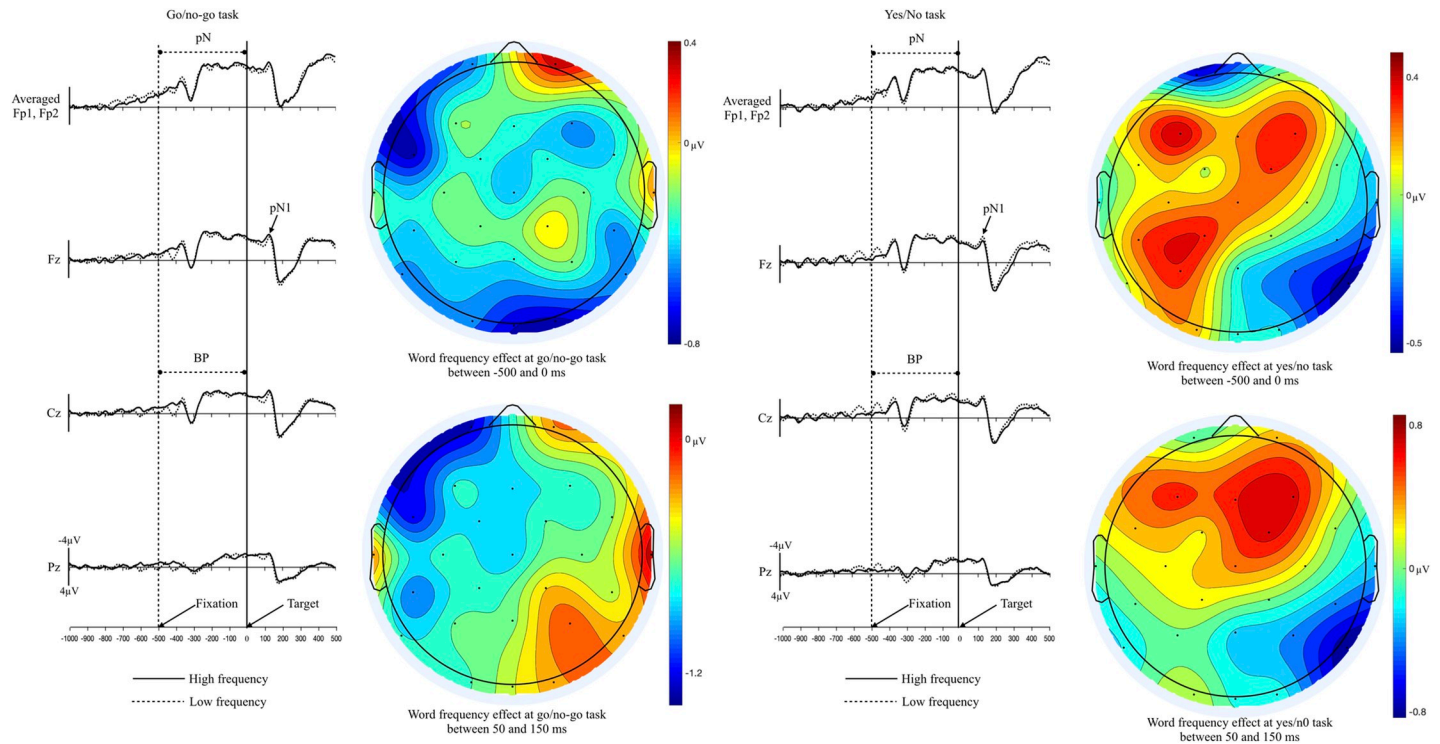 Go/no-go task
pN
Averaged
Fp1, Fp2
pN1
Fz
BP
Cz
-4μV
Pz
4μV
Fixation
Target
-1000 -900 -800 -700 -600 -500 -400 -300 -200 -100 0 100 200 300 400 500
High frequency
Low frequency
0.4
0 μV
-0.8
Word frequency effect at go/no-go task
between -500 and 0 ms
0 μV
-1.2
Word frequency effect at go/no-go task
between 50 and 150 ms
Yes/No task
pN
Averaged
Fp1, Fp2
pN1
Fz
BP
Cz
-4μV
Pz
4μV
Fixation
Target
-1000 -900 -800 -700 -600 -500 -400 -300 -200 -100 0 100 200 300 400 500
High frequency
Low frequency
0.4
0 μV
-0.5
Word frequency effect at yes/no task
between -500 and 0 ms
0.8
0 μV
-0.8
Word frequency effect at yes/n0 task
between 50 and 150 ms